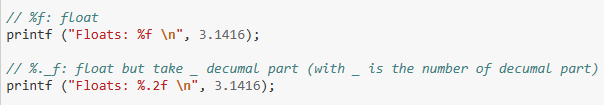 // %f: float
printf ("Floats: %f \n", 3.1416);
// %._f: float but take _ decumal part (with _ is the number of decumal part)
printf ("Floats: %.2f \n", 3.1416);